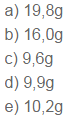 a) 19,8g
b) 16,0g
c) 9,6g
d) 9,9g
e) 10,2g